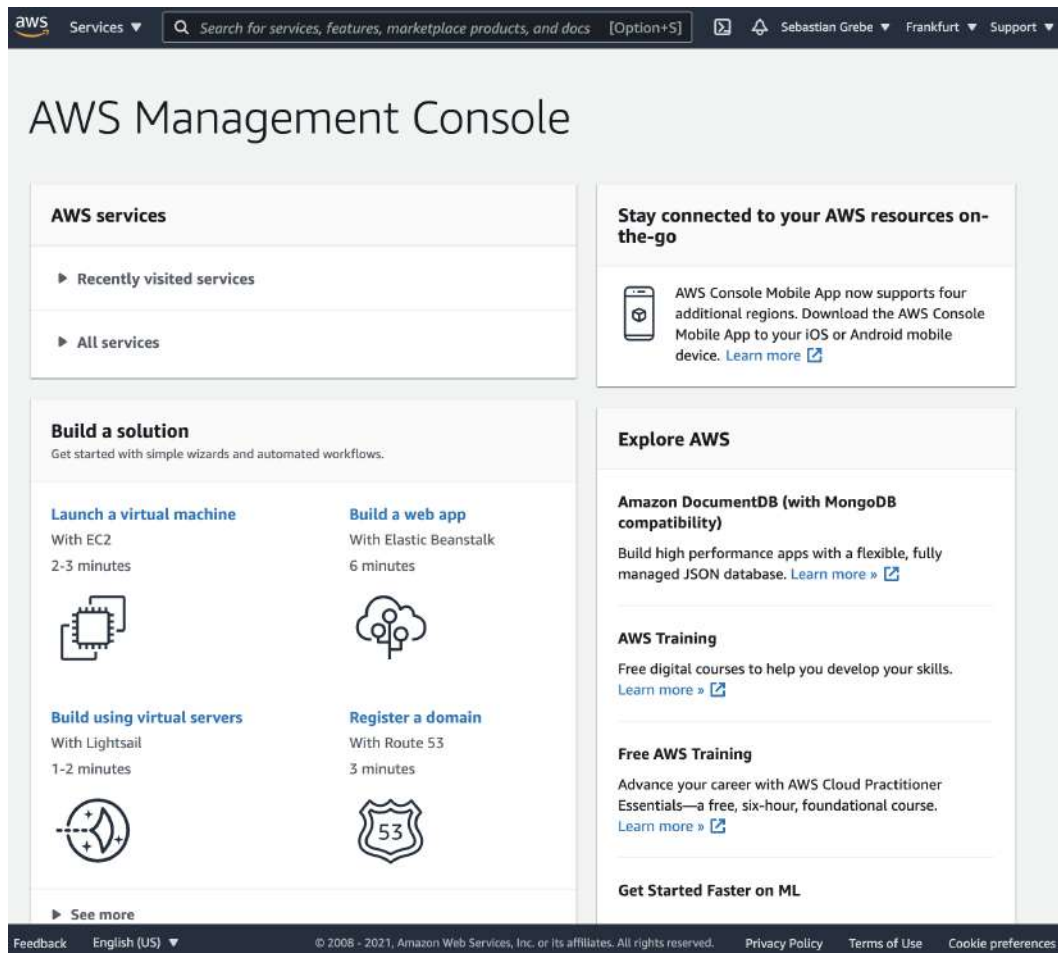 aws Services ▼ Search for services, features, marketplace products, and docs [Option+S] Sebastian Grebe ▼ Frankfurt ▼ Support ▼
AWS Management Console
AWS services
▶ Recently visited services
▶ All services
Stay connected to your AWS resources on-
the-go
AWS Console Mobile App now supports four
additional regions. Download the AWS Console
Mobile App to your iOS or Android mobile
device. Learn more
Build a solution
Get started with simple wizards and automated workflows.
Launch a virtual machine
With EC2
2-3 minutes
Build a web app
With Elastic Beanstalk
6 minutes
Build using virtual servers
With Lightsail
1-2 minutes
Register a domain
With Route 53
3 minutes
53
▶ See more
Explore AWS
Amazon DocumentDB (with MongoDB
compatibility)
Build high performance apps with a flexible, fully
managed JSON database. Learn more »
AWS Training
Free digital courses to help you develop your skills.
Learn more »
Free AWS Training
Advance your career with AWS Cloud Practitioner
Essentials—a free, six-hour, foundational course.
Learn more »
Get Started Faster on ML
Feedback English (US) ▼ © 2008 - 2021, Amazon Web Services, Inc. or its affiliates. All rights reserved. Privacy Policy Terms of Use Cookie preferences